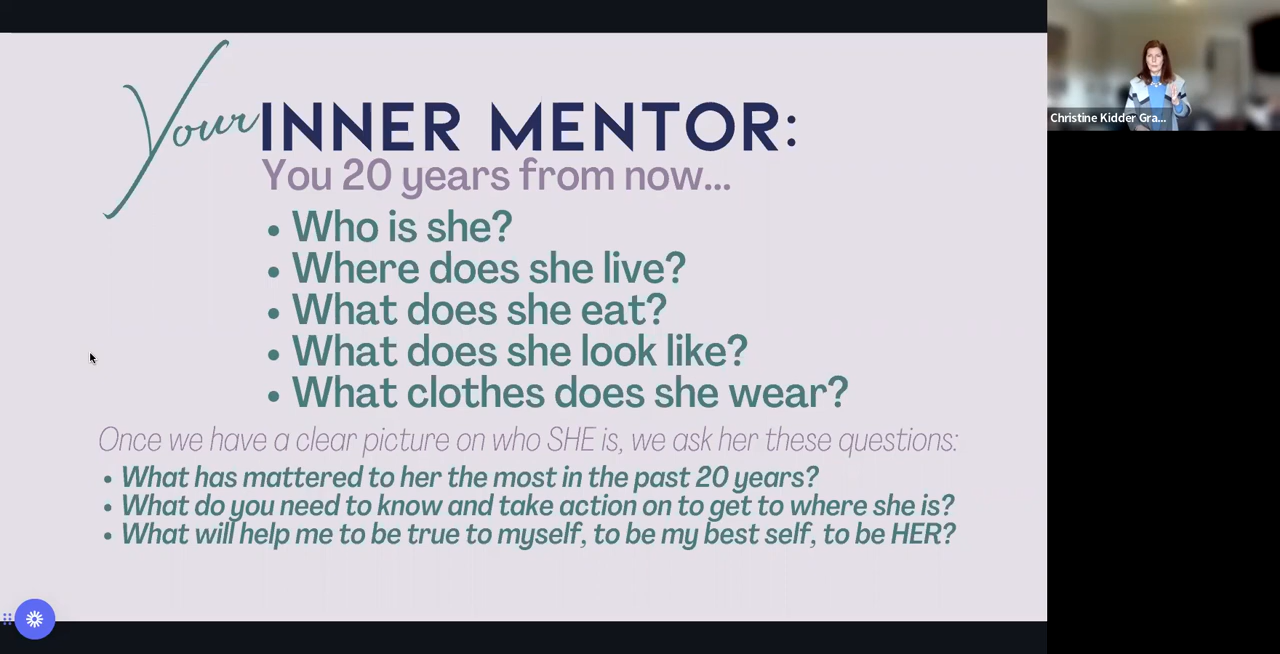 Your INNER MENTOR:
You 20 years from now...
• Who is she?
• Where does she live?
• What does she eat?
• What does she look like?
• What clothes does she wear?
Once we have a clear picture on who SHE is, we ask her these questions:
• What has mattered to her the most in the past 20 years?
• What do you need to know and take action on to get to where she is?
• What will help me to be true to myself, to be my best self, to be HER?
Christine Kidder Gra...